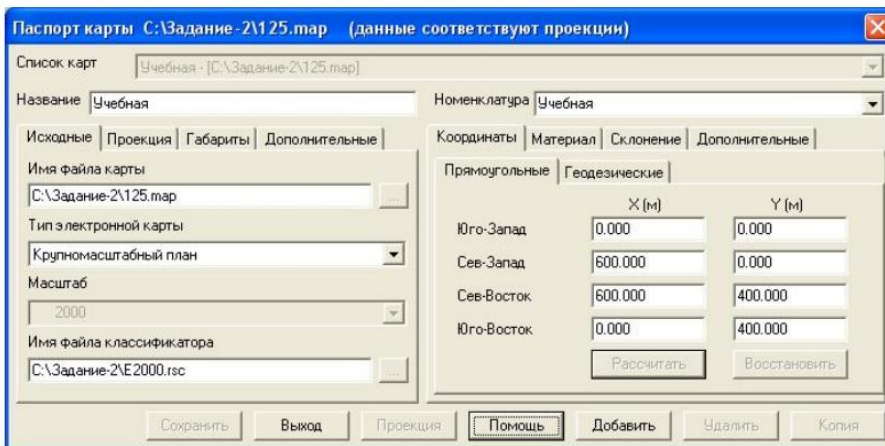 Паспорт карты C:\Задание-2\125.map (данные соответствуют проекции)
Список карт Учебная - [C:\Задание-2\125.map]
Название Учебная
Номенклатура Учебная
Исходные Проекция Габариты Дополнительные
Имя файла карты
C:\Задание-2\125.map ...
Тип электронной карты
Крупномасштабный план
Масштаб
2000
Имя файла классификатора
C:\Задание-2\E2000.rsc ...
Координаты Материал Склонение Дополнительные
Прямоугольные Геодезические
X (м) Y (м)
Юго-Запад 0.000 0.000
Сев-Запад 600.000 0.000
Сев-Восток 600.000 400.000
Юго-Восток 0.000 400.000
Рассчитать Восстановить
Сохранить Выход Проекция Помощь Добавить Удалить Копия